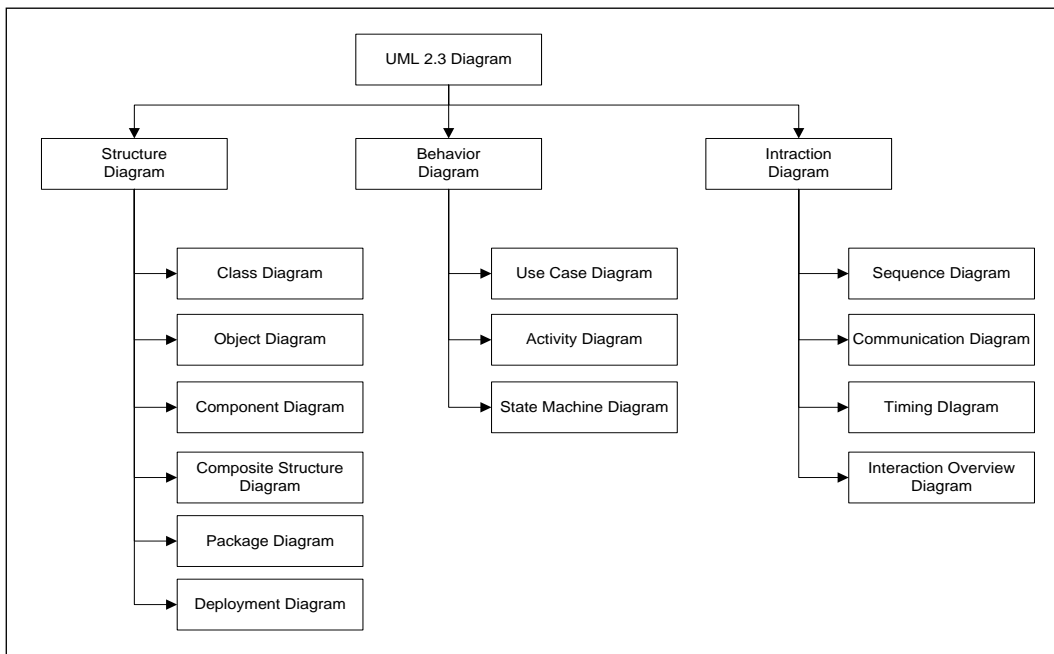 UML 2.3 Diagram
Structure
Diagram
Behavior
Diagram
Intraction
Diagram
Class Diagram
Object Diagram
Component Diagram
Composite Structure
Diagram
Package Diagram
Deployment Diagram
Use Case Diagram
Activity Diagram
State Machine Diagram
Sequence Diagram
Communication Diagram
Timing DIagram
Interaction Overview
Diagram